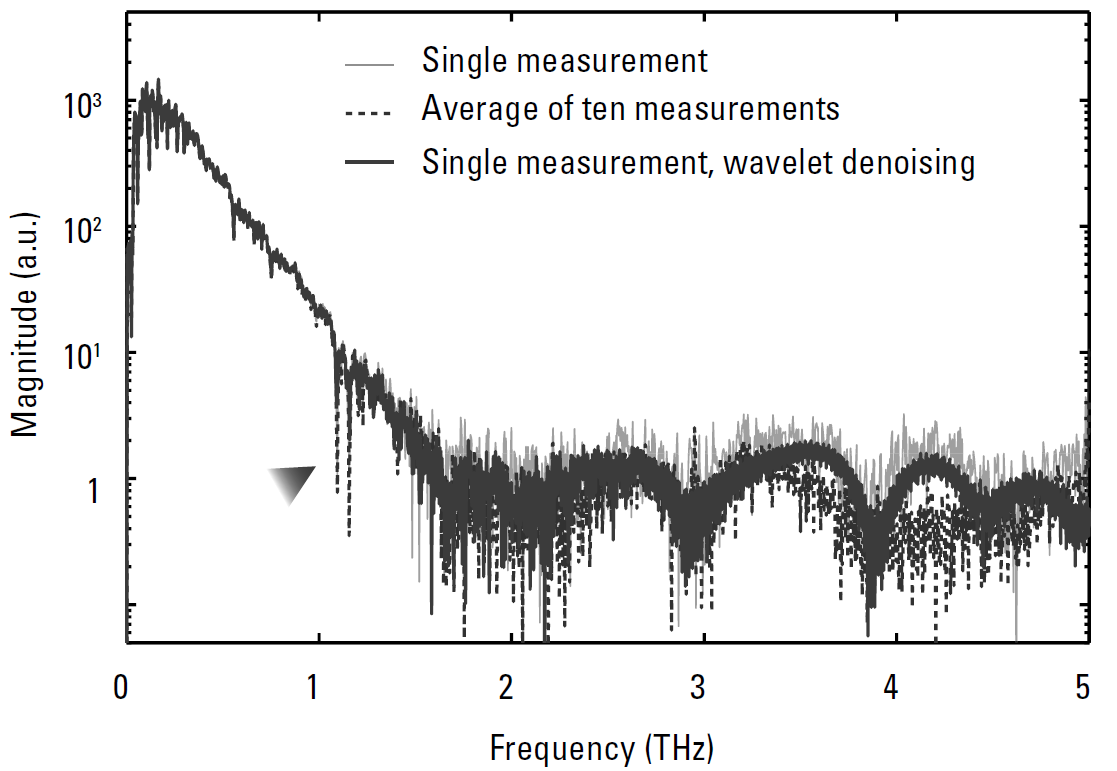 Single measurement
Average of ten measurements
Single measurement, wavelet denoising
Magnitude (a.u.)
10³
10²
10¹
1
0 1 2 3 4 5
Frequency (THz)